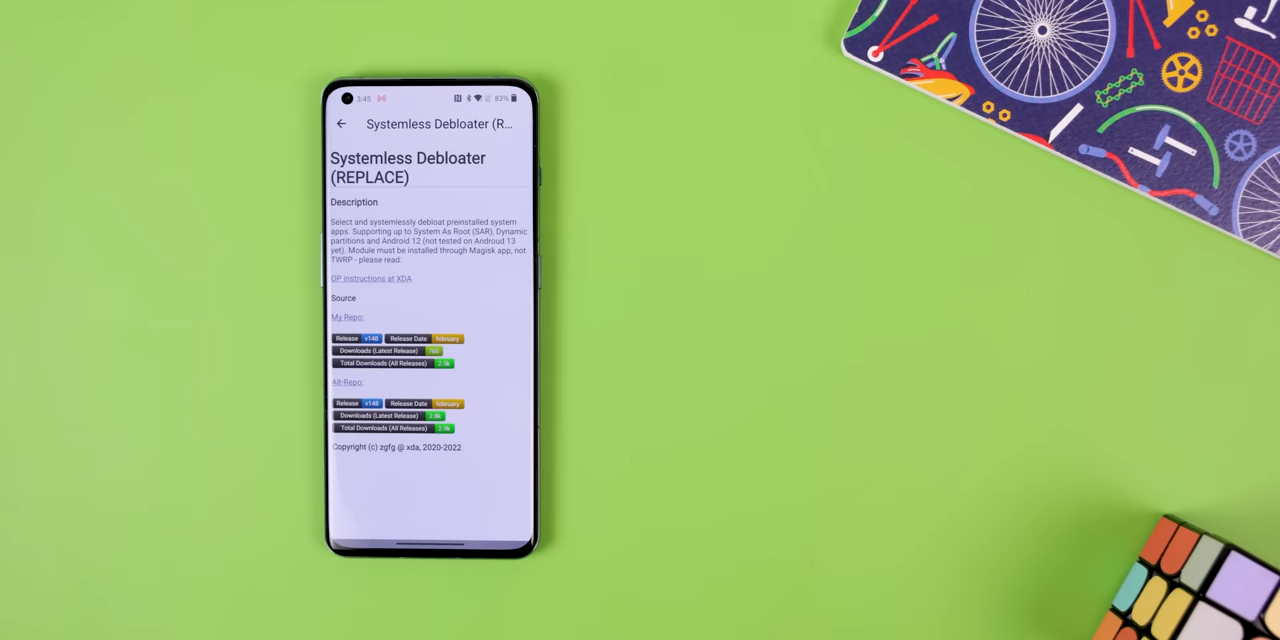 3:45
83%
Systemless Debloater (R...
Systemless Debloater
(REPLACE)
Description
Select and systemlessly debloat preinstalled system
apps. Supporting up to System As Root (SAR), Dynamic
partitions and Android 12 (not tested on Androud 13
yet). Module must be installed through Magisk app, not
TWRP - please read:
OP instructions at XDA
Source
My Repo:
Release v148 Release Date february
Downloads (Latest Release) 760
Total Downloads (All Releases) 2.5k
Alt-Repo:
Release v148 Release Date february
Downloads (Latest Release) 2.8k
Total Downloads (All Releases) 2.9k
Copyright (c) zgfg @ xda, 2020-2022